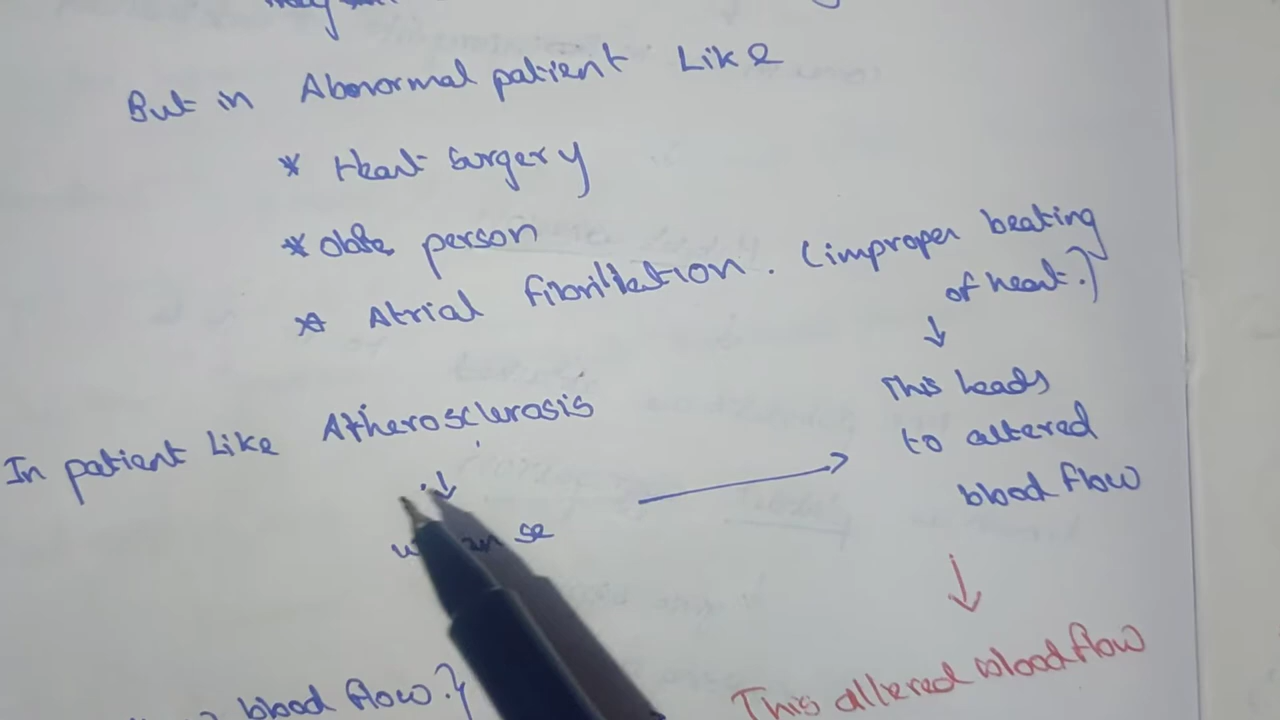 But in Abnormal patient Like
* Heart surgery
* person
* Atrial fibrillation. (improper beating
of heart.)
↓
This leads
to altered
blood flow
In patient Like Atherosclerosis
↓
→
↓
blood flow.}
This altered blood flow